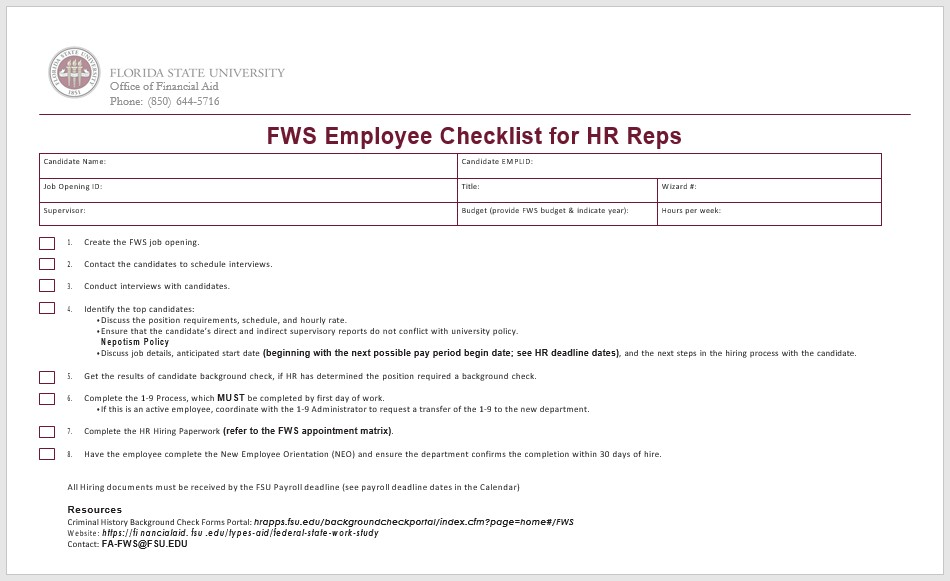 FLORIDA STATE UNIVERSITY
Office of Financial Aid
Phone: (850) 644-5716
FWS Employee Checklist for HR Reps
Candidate Name: Candidate EMPLID:
Job Opening ID: Title: Wizard #:
Supervisor: Budget (provide FWS budget & indicate year): Hours per week:
1. Create the FWS job opening.
2. Contact the candidates to schedule interviews.
3. Conduct interviews with candidates.
4. Identify the top candidates:
•Discuss the position requirements, schedule, and hourly rate.
•Ensure that the candidate's direct and indirect supervisory reports do not conflict with university policy.
Nepotism Policy
•Discuss job details, anticipated start date (beginning with the next possible pay period begin date; see HR deadline dates), and the next steps in the hiring process with the candidate.
5. Get the results of candidate background check, if HR has determined the position required a background check.
6. Complete the 1-9 Process, which MUST be completed by first day of work.
•If this is an active employee, coordinate with the 1-9 Administrator to request a transfer of the 1-9 to the new department.
7. Complete the HR Hiring Paperwork (refer to the FWS appointment matrix).
8. Have the employee complete the New Employee Orientation (NEO) and ensure the department confirms the completion within 30 days of hire.
All Hiring documents must be received by the FSU Payroll deadline (see payroll deadline dates in the Calendar)
Resources
Criminal History Background Check Forms Portal: hrapps.fsu.edu/backgroundcheckportal/index.cfm?page=home#/FWS
Website: https://fi nancialaid. fsu .edu/types-aid/federal-state-work-study
Contact: FA-FWS@FSU.EDU